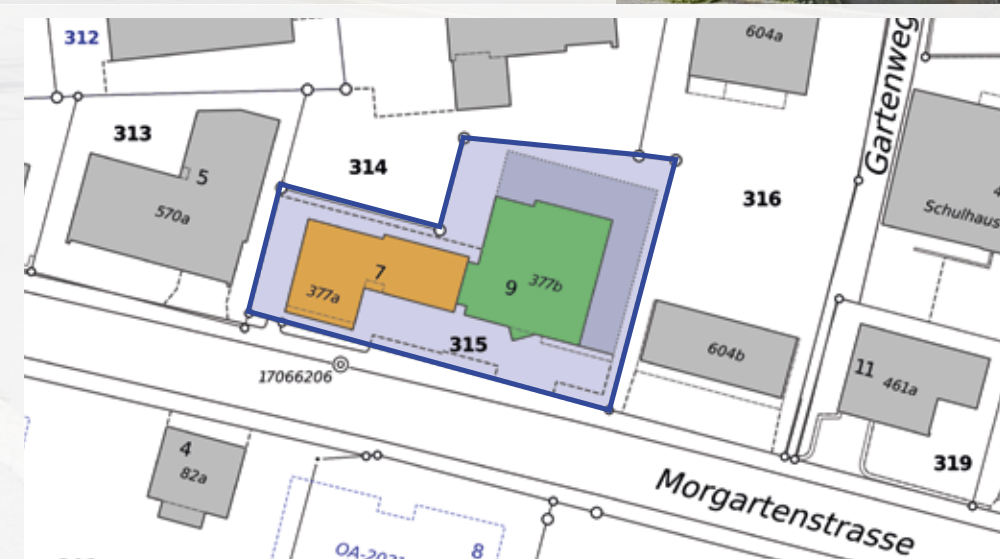 312
604a
Gartenweg
313
314
5
316
570a
Schulhaus
7
9
377b
377a
315
604b
17066206
11
461a
4
82a
319
Morgartenstrasse
8